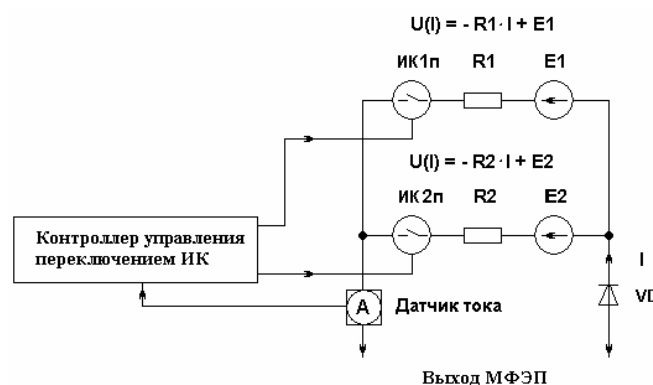 U(I) = - R1· I + E1
ИК1п R1 E1
U(I) = - R2 ·I + E2
ИК2п R2 E2
Контроллер управления
переключением ИК
I
VD
A
Датчик тока
Выход МФЭП